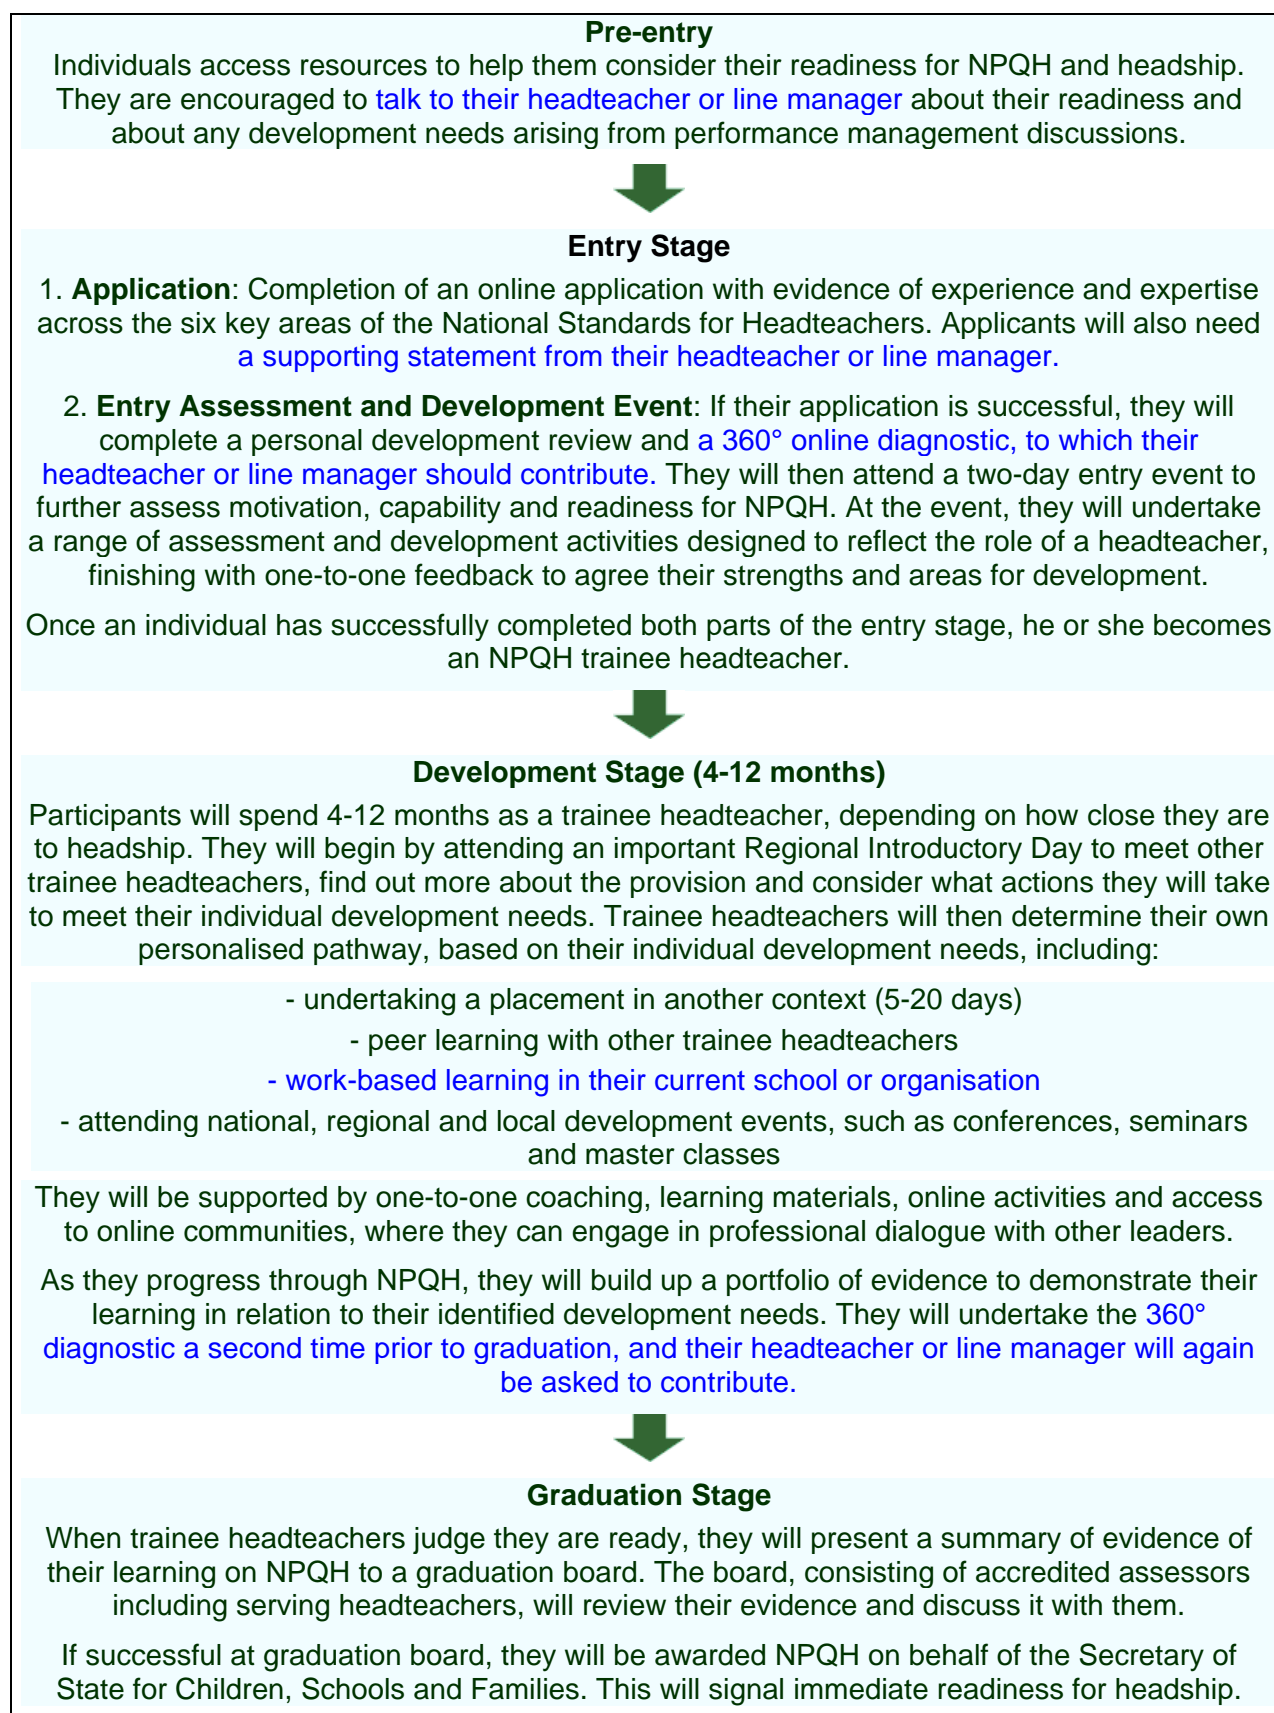 Pre-entry
Individuals access resources to help them consider their readiness for NPQH and headship.
They are encouraged to talk to their headteacher or line manager about their readiness and
about any development needs arising from performance management discussions.
Entry Stage
1. Application: Completion of an online application with evidence of experience and expertise
across the six key areas of the National Standards for Headteachers. Applicants will also need
a supporting statement from their headteacher or line manager.
2. Entry Assessment and Development Event: If their application is successful, they will
complete a personal development review and a 360° online diagnostic, to which their
headteacher or line manager should contribute. They will then attend a two-day entry event to
further assess motivation, capability and readiness for NPQH. At the event, they will undertake
a range of assessment and development activities designed to reflect the role of a headteacher,
finishing with one-to-one feedback to agree their strengths and areas for development.
Once an individual has successfully completed both parts of the entry stage, he or she becomes
an NPQH trainee headteacher.
Development Stage (4-12 months)
Participants will spend 4-12 months as a trainee headteacher, depending on how close they are
to headship. They will begin by attending an important Regional Introductory Day to meet other
trainee headteachers, find out more about the provision and consider what actions they will take
to meet their individual development needs. Trainee headteachers will then determine their own
personalised pathway, based on their individual development needs, including:
- undertaking a placement in another context (5-20 days)
- peer learning with other trainee headteachers
- work-based learning in their current school or organisation
- attending national, regional and local development events, such as conferences, seminars
and master classes
They will be supported by one-to-one coaching, learning materials, online activities and access
to online communities, where they can engage in professional dialogue with other leaders.
As they progress through NPQH, they will build up a portfolio of evidence to demonstrate their
learning in relation to their identified development needs. They will undertake the 360°
diagnostic a second time prior to graduation, and their headteacher or line manager will again
be asked to contribute.
Graduation Stage
When trainee headteachers judge they are ready, they will present a summary of evidence of
their learning on NPQH to a graduation board. The board, consisting of accredited assessors
including serving headteachers, will review their evidence and discuss it with them.
If successful at graduation board, they will be awarded NPQH on behalf of the Secretary of
State for Children, Schools and Families. This will signal immediate readiness for headship.